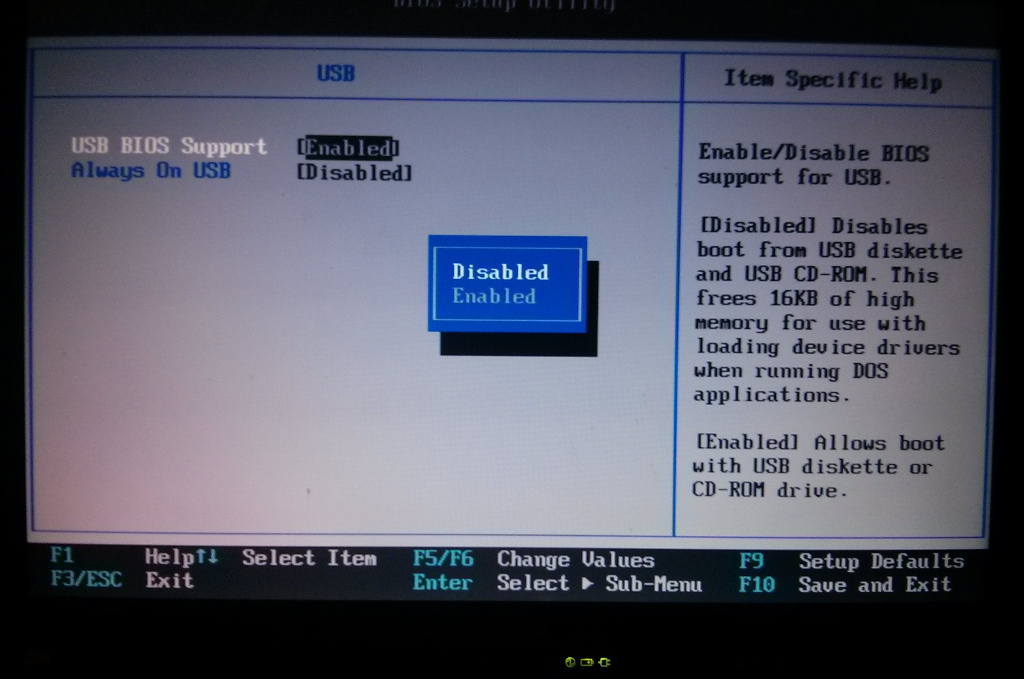 BIOS Setup Utility
USB
Item Specific Help
USB BIOS Support [Enabled]
Always On USB [Disabled]
Disabled
Enabled
Enable/Disable BIOS
support for USB.
[Disabled] Disables
boot from USB diskette
and USB CD-ROM. This
frees 16KB of high
memory for use with
loading device drivers
when running DOS
applications.
[Enabled] Allows boot
with USB diskette or
CD-ROM drive.
F1 Help↑↓ Select Item F5/F6 Change Values F9 Setup Defaults
F3/ESC Exit Enter Select ▶ Sub-Menu F10 Save and Exit